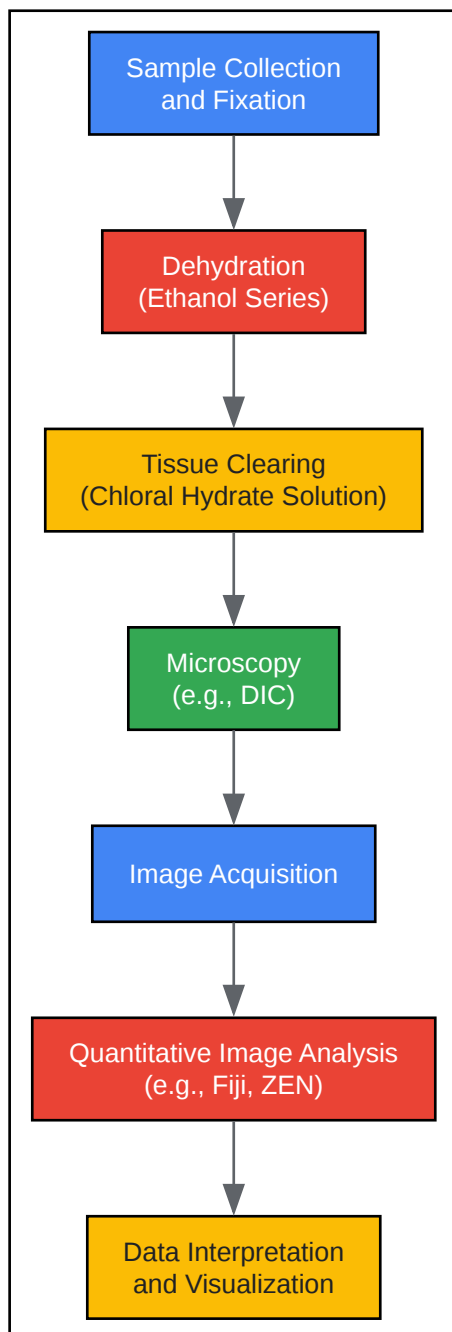 Sample Collection
and Fixation
Dehydration
(Ethanol Series)
Tissue Clearing
(Chloral Hydrate Solution)
Microscopy
(e.g., DIC)
Image Acquisition
Quantitative Image Analysis
(e.g., Fiji, ZEN)
Data Interpretation
and Visualization